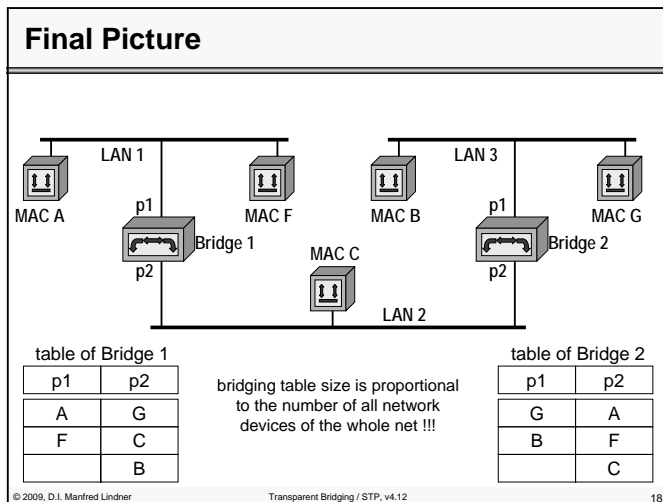 Final Picture
LAN 1
LAN 3
MAC A
p1
MAC F
MAC B
p1
MAC G
Bridge 1
Bridge 2
p2
MAC C
p2
LAN 2
table of Bridge 1
p1 p2
A G
F C
B
bridging table size is proportional
to the number of all network
devices of the whole net !!!
table of Bridge 2
p1 p2
G A
B F
C
© 2009, D.I. Manfred Lindner
Transparent Bridging / STP, v4.12
18